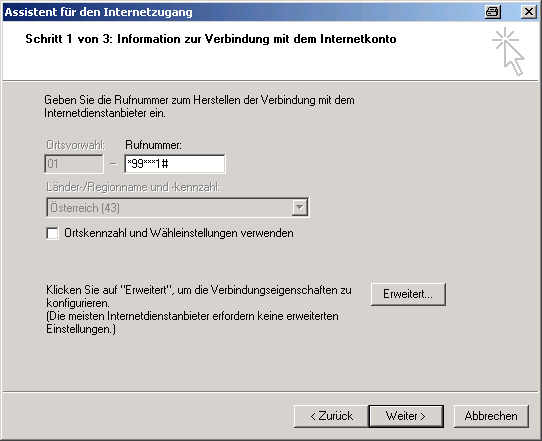 Assistent für den Internetzugang
Schritt 1 von 3: Information zur Verbindung mit dem Internetkonto
Geben Sie die Rufnummer zum Herstellen der Verbindung mit dem
Internetdienstanbieter ein.
Ortsvorwahl: Rufnummer:
01 – *99***1#
Länder-/Regionname und -kennzahl:
Österreich (43)
Ortskennzahl und Wähleinstellungen verwenden
Klicken Sie auf "Erweitert", um die Verbindungseigenschaften zu
konfigurieren.
(Die meisten Internetdienstanbieter erfordern keine erweiterten
Einstellungen.)
Erweitert...
< Zurück Weiter > Abbrechen